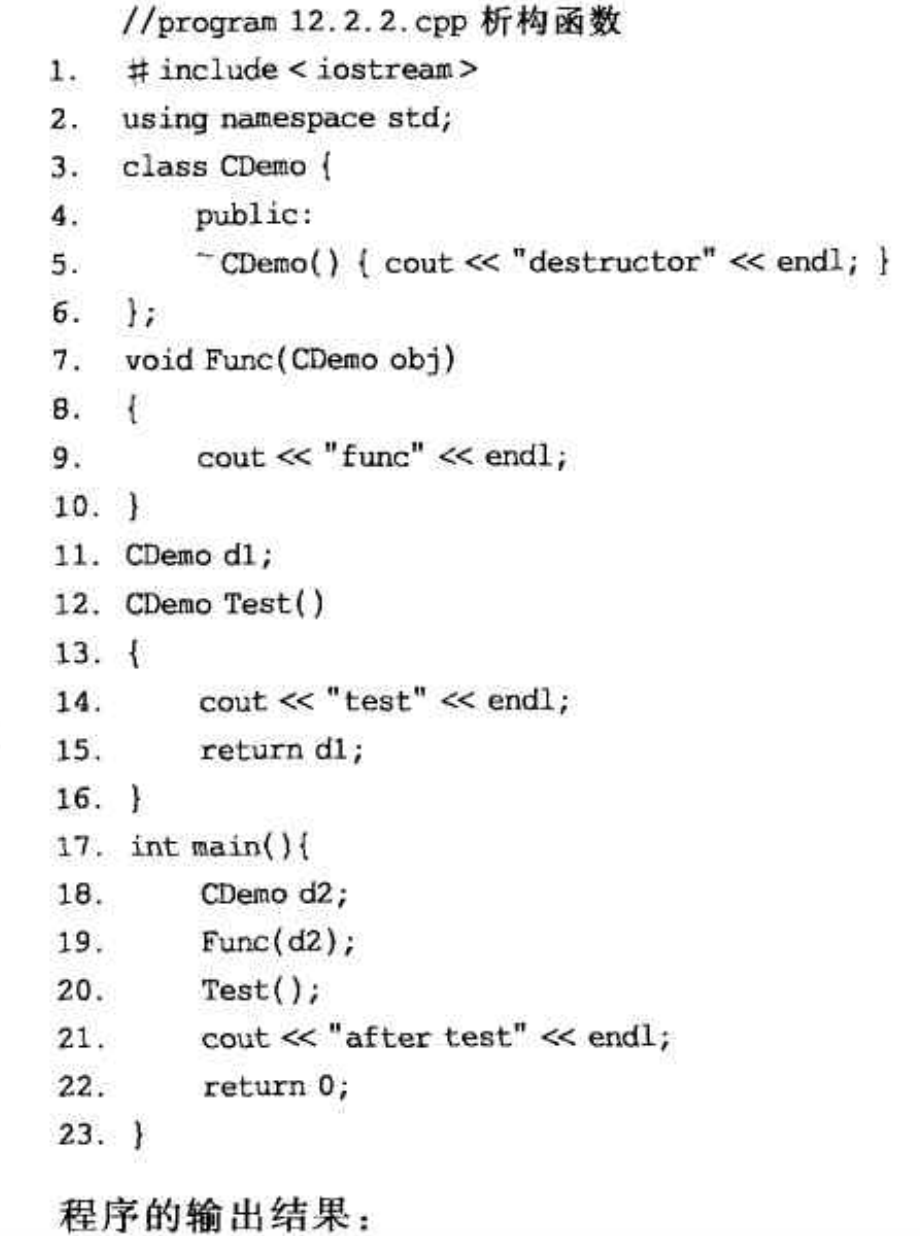 //program 12.2.2.cpp 析构函数
1. #include<iostream>
2. using namespace std;
3. class CDemo {
4. public:
5. ~CDemo() { cout << "destructor" << endl; }
6. };
7. void Func(CDemo obj)
8. {
9. cout << "func" << endl;
10. }
11. CDemo d1;
12. CDemo Test()
13. {
14. cout << "test" << endl;
15. return d1;
16. }
17. int main(){
18. CDemo d2;
19. Func(d2);
20. Test();
21. cout << "after test" << endl;
22. return 0;
23. }
程序的输出结果：